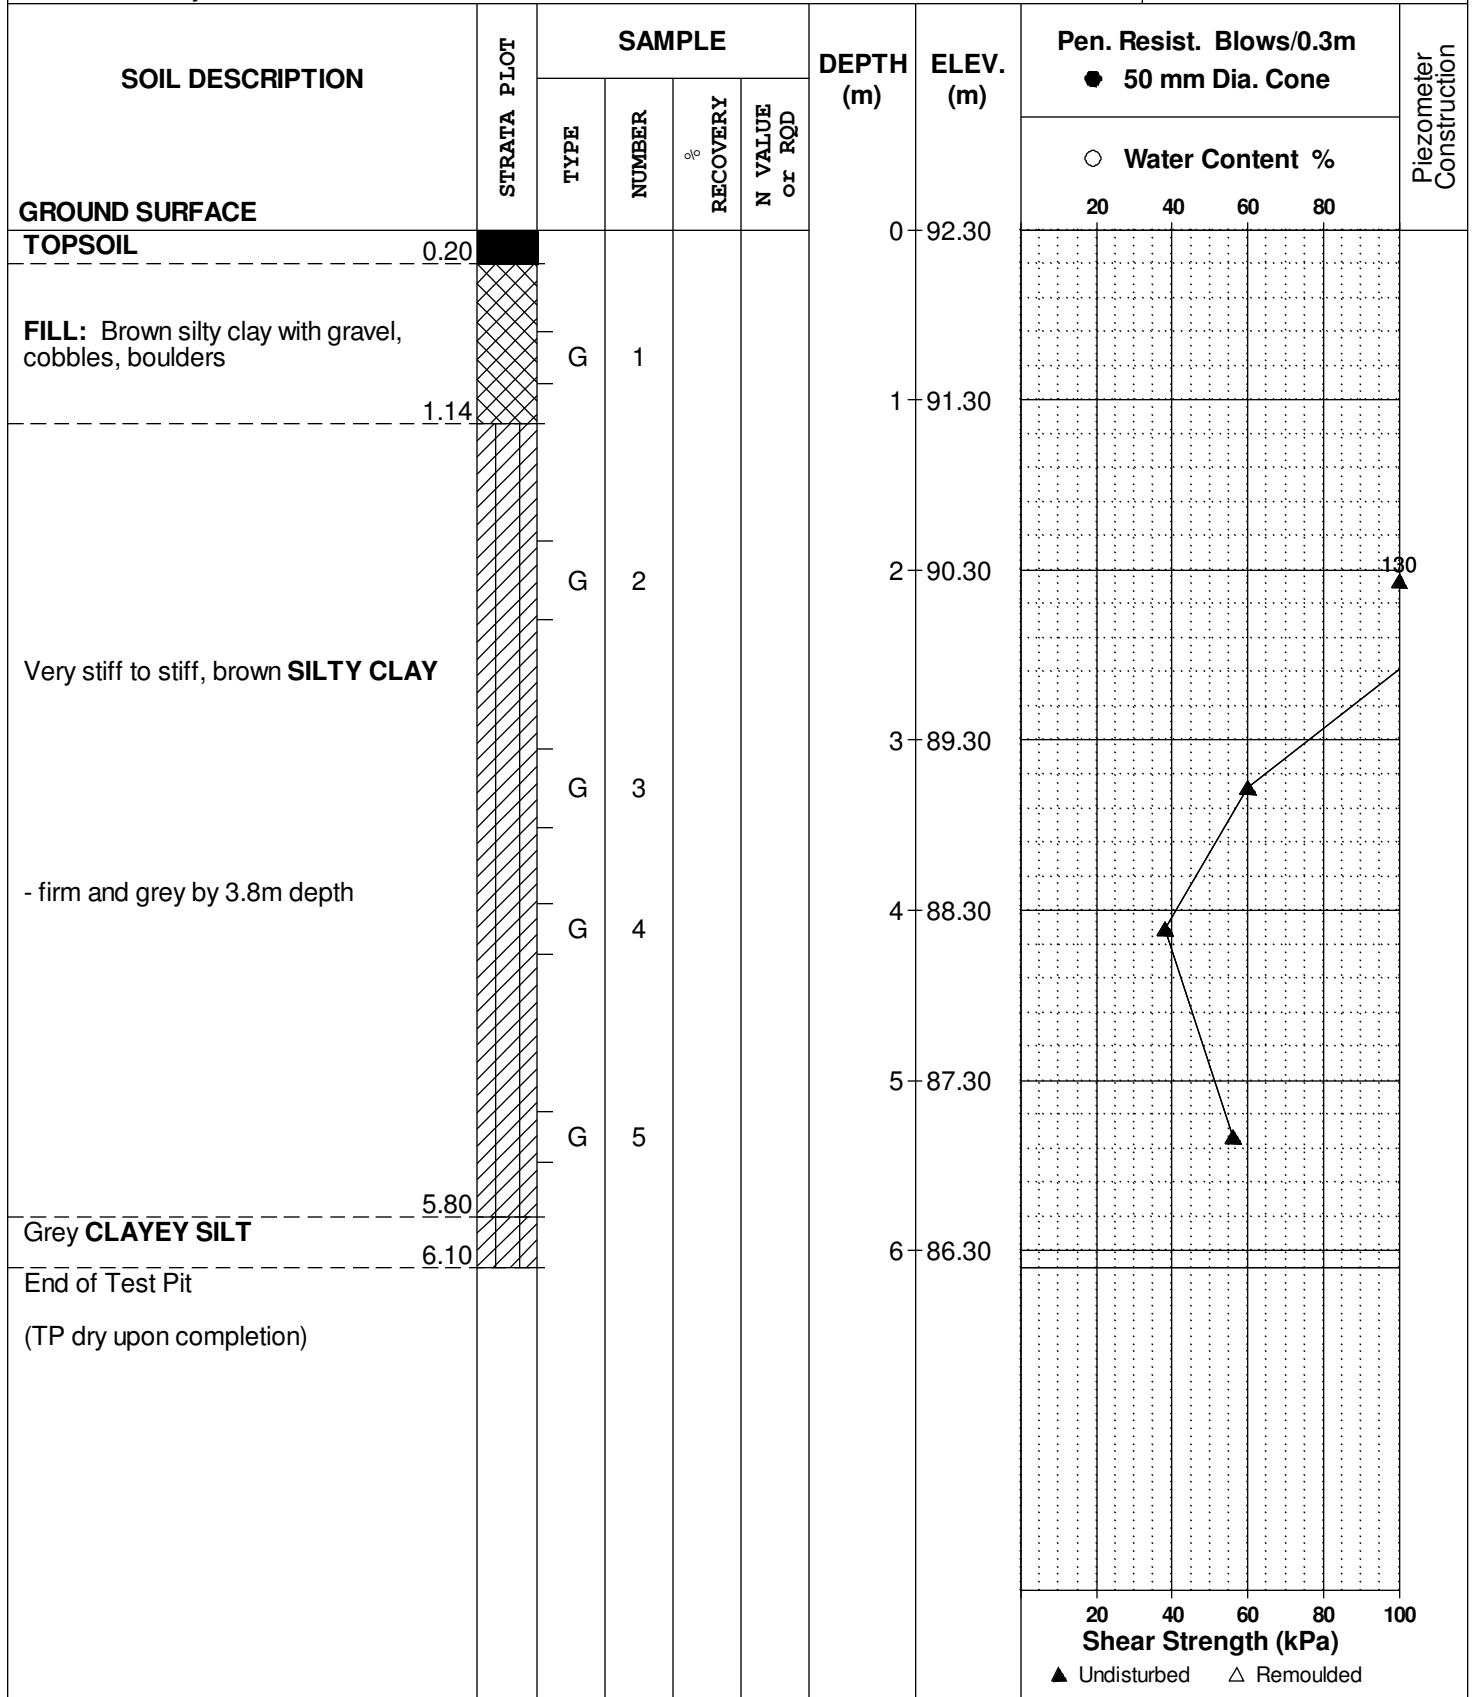 SOIL DESCRIPTION
GROUND SURFACE
STRATA PLOT
SAMPLE
TYPE
NUMBER
%
RECOVERY
N VALUE
or RQD
DEPTH
(m)
ELEV.
(m)
Pen. Resist. Blows/0.3m
● 50 mm Dia. Cone
○ Water Content %
20 40 60 80
Piezometer
Construction
TOPSOIL
0.20
FILL: Brown silty clay with gravel,
cobbles, boulders
1.14
Very stiff to stiff, brown SILTY CLAY
- firm and grey by 3.8m depth
5.80
Grey CLAYEY SILT
6.10
End of Test Pit
(TP dry upon completion)
G 1
G 2
G 3
G 4
G 5
0 92.30
1 91.30
2 90.30
3 89.30
4 88.30
5 87.30
6 86.30
130
20 40 60 80 100
Shear Strength (kPa)
▲ Undisturbed △ Remoulded